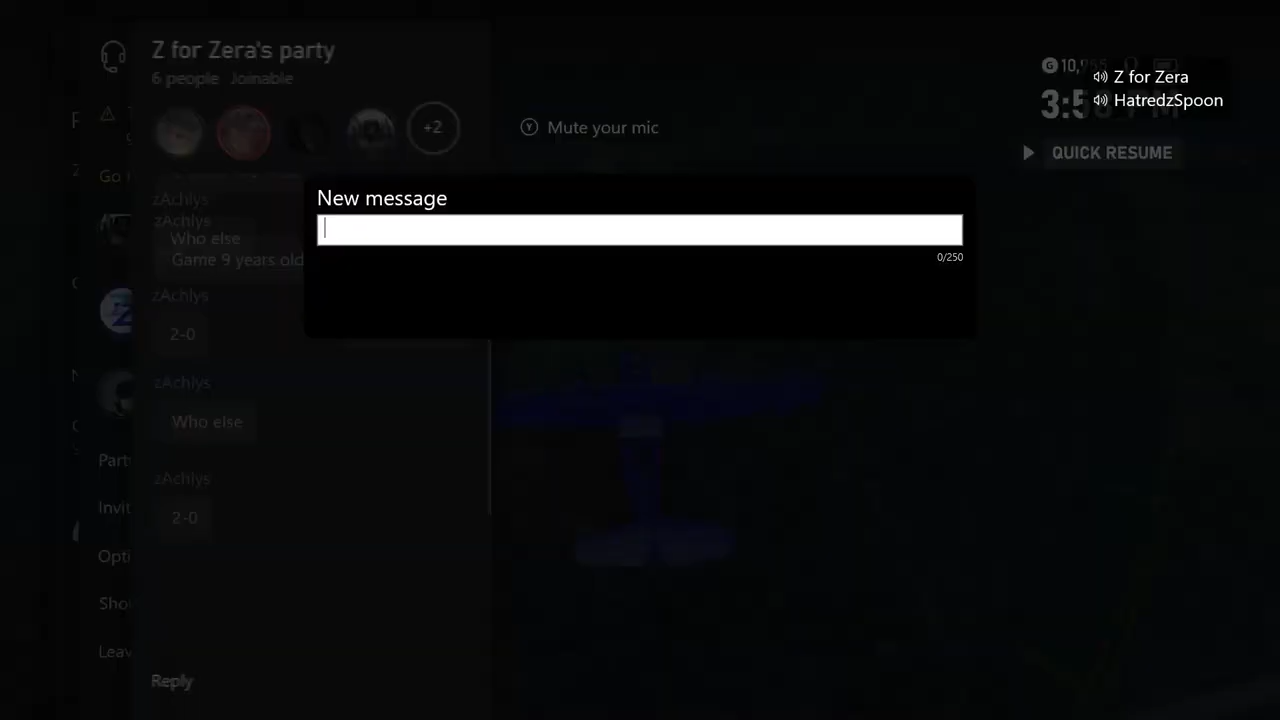 Z for Zera's party
6 people Joinable
+2
Mute your mic
Z for Zera
HatredzSpoon
QUICK RESUME
New message
0/250
zAchlys
zAchlys
Who else
Game 9 years old
zAchlys
2-0
zAchlys
Who else
zAchlys
2-0
Reply